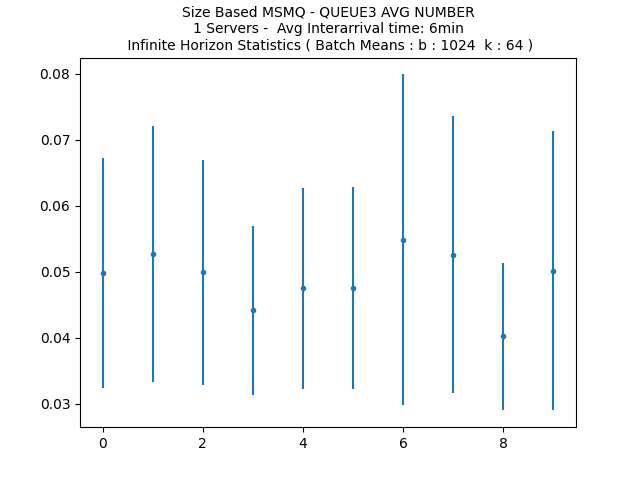 Size Based MSMQ - QUEUE3 AVG NUMBER
1 Servers -  Avg Interarrival time: 6min
Infinite Horizon Statistics ( Batch Means : b : 1024  k : 64 )
0.08
0.07
0.06
0.05
0.04
0.03
0 2 4 6 8